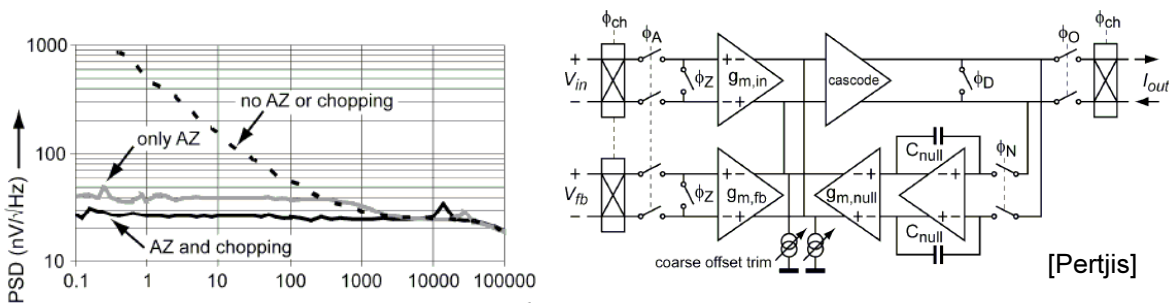 PSD (nV/√Hz)
1000
100
10
0.1 1 10 100 1000 10000 100000
no AZ or chopping
only AZ
AZ and chopping
ϕch ϕA ϕO ϕch
Vin ϕZ gm,in cascode ϕD Iout
Cnull ϕN
Vfb ϕZ gm,fb gm,null
Cnull
coarse offset trim
[Pertjis]
+ − − + + − − + + − − +